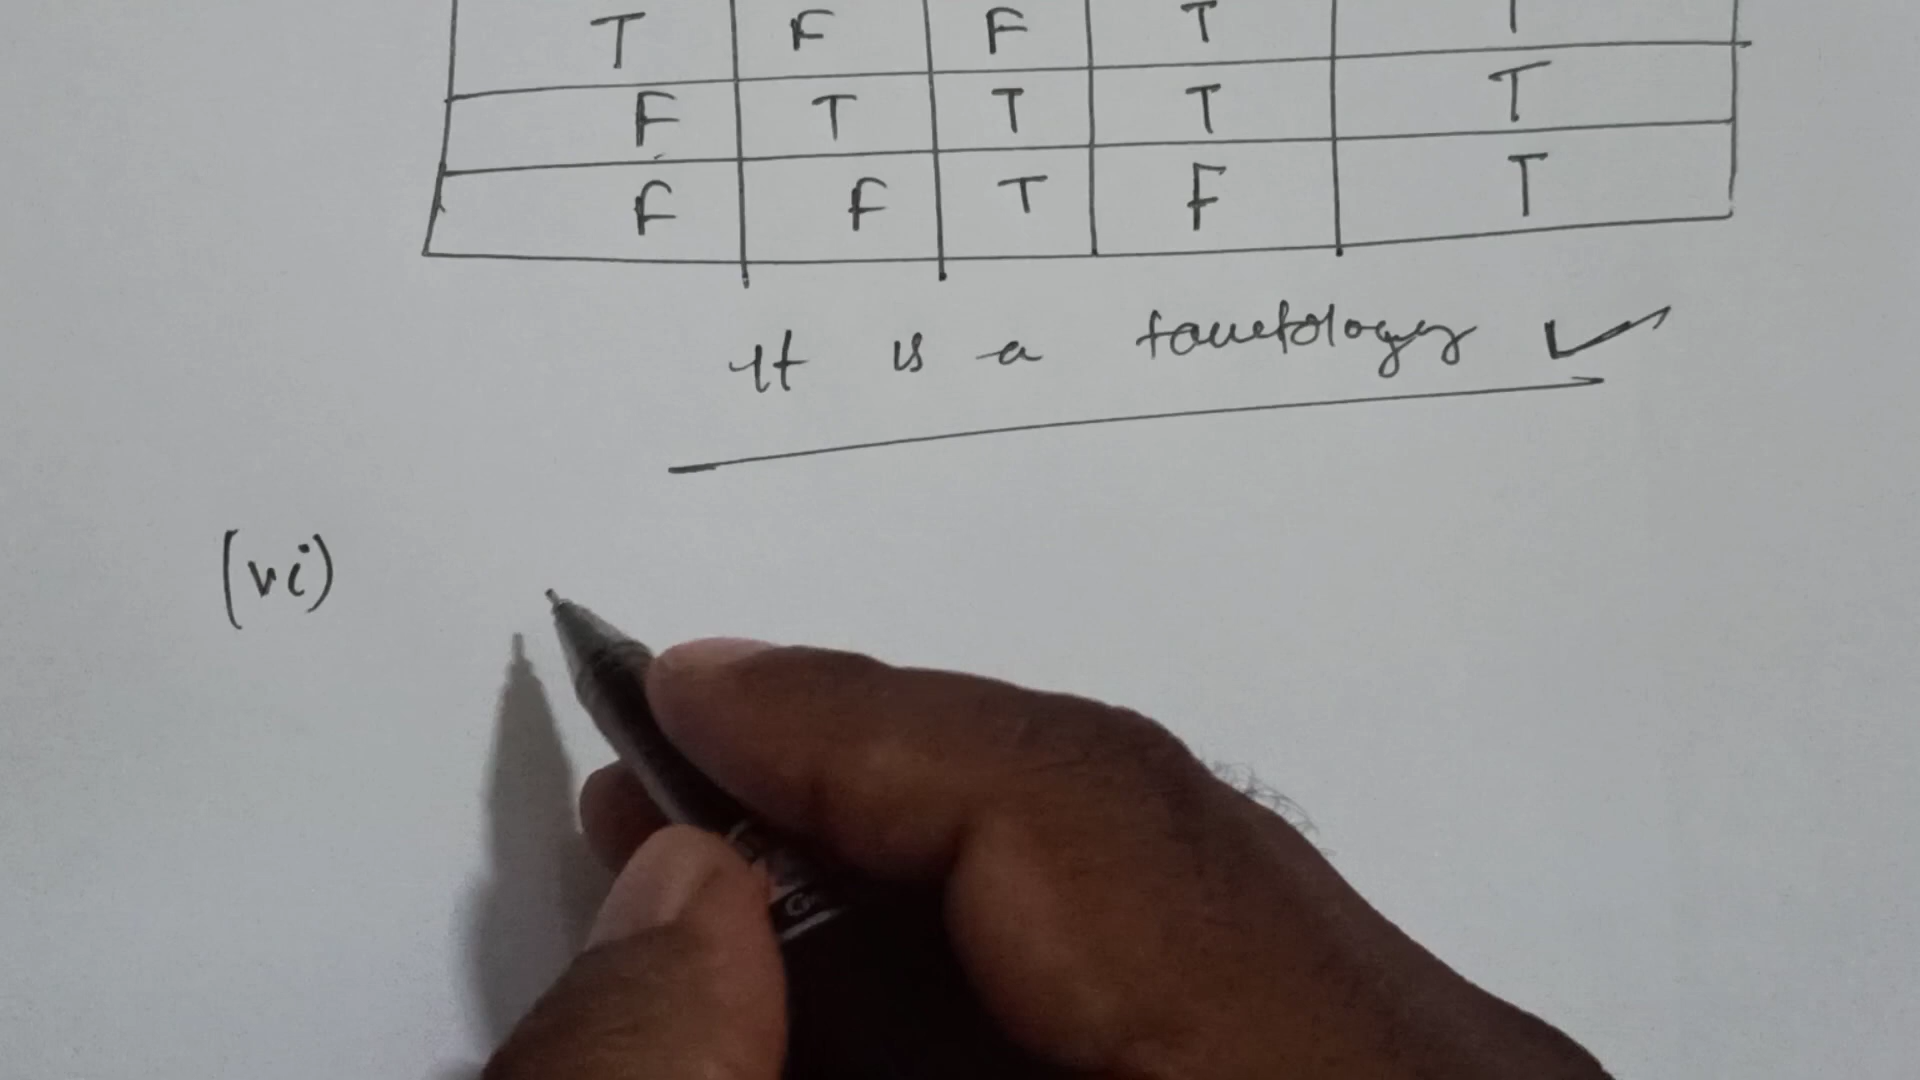 T F F T T
F T T T T
F F T F T
It is a tautology ✓
(vi)
G